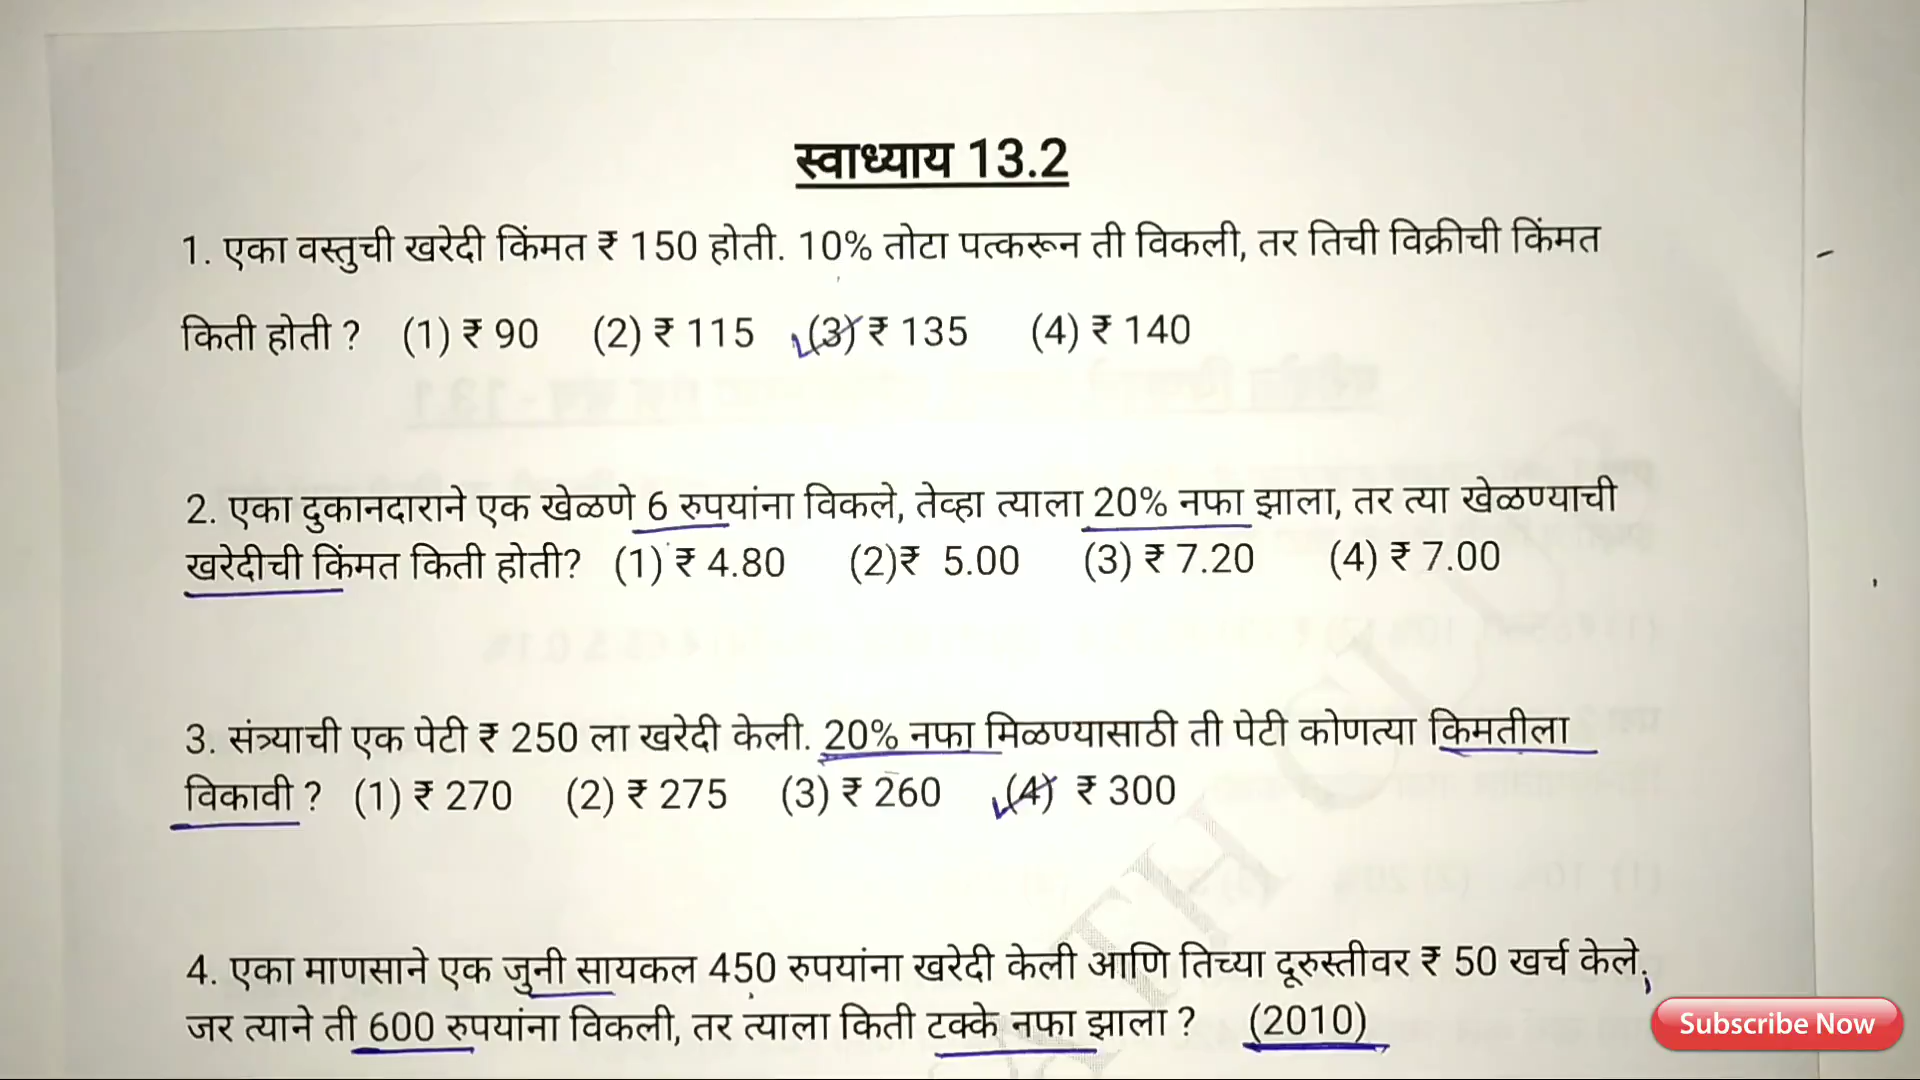 स्वाध्याय 13.2
1. एका वस्तुची खरेदी किंमत ₹ 150 होती. 10% तोटा पत्करून ती विकली, तर तिची विक्रीची किंमत
किती होती ? (1) ₹ 90 (2) ₹ 115 (3) ₹ 135 (4) ₹ 140
2. एका दुकानदाराने एक खेळणे 6 रुपयांना विकले, तेव्हा त्याला 20% नफा झाला, तर त्या खेळण्याची
खरेदीची किंमत किती होती? (1) ₹ 4.80 (2)₹ 5.00 (3) ₹ 7.20 (4) ₹ 7.00
3. संत्र्याची एक पेटी ₹ 250 ला खरेदी केली. 20% नफा मिळण्यासाठी ती पेटी कोणत्या किमतीला
विकावी ? (1) ₹ 270 (2) ₹ 275 (3) ₹ 260 (4) ₹ 300
4. एका माणसाने एक जुनी सायकल 450 रुपयांना खरेदी केली आणि तिच्या दूरुस्तीवर ₹ 50 खर्च केले,
जर त्याने ती 600 रुपयांना विकली, तर त्याला किती टक्के नफा झाला ? (2010)
Subscribe Now